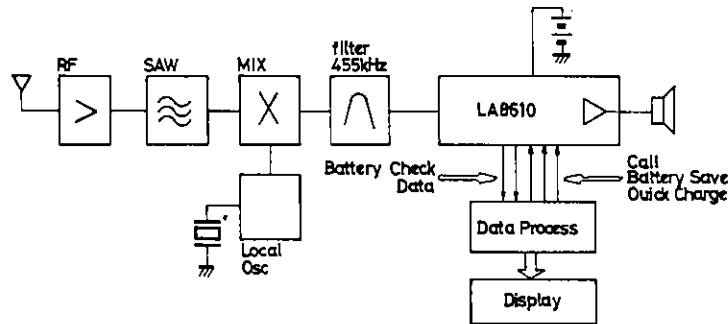 RF
SAW
MIX
filter
455kHz
LA8610
Battery Check
Data
Call
Battery Save
Quick Charge
Local
Osc
Data Process
Display